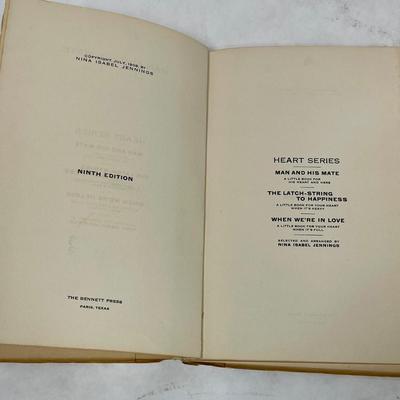 COPYRIGHT JULY, 1908, BY
NINA ISABEL JENNINGS
NINTH EDITION
THE BENNETT PRESS
PARIS, TEXAS
HEART SERIES
MAN AND HIS MATE
A LITTLE BOOK FOR
HIS HEART AND HERS
THE LATCH-STRING
TO HAPPINESS
A LITTLE BOOK FOR YOUR HEART
WHEN IT'S HEAVY
WHEN WE'RE IN LOVE
A LITTLE BOOK FOR YOUR HEART
WHEN IT'S FULL
SELECTED AND ARRANGED BY
NINA ISABEL JENNINGS